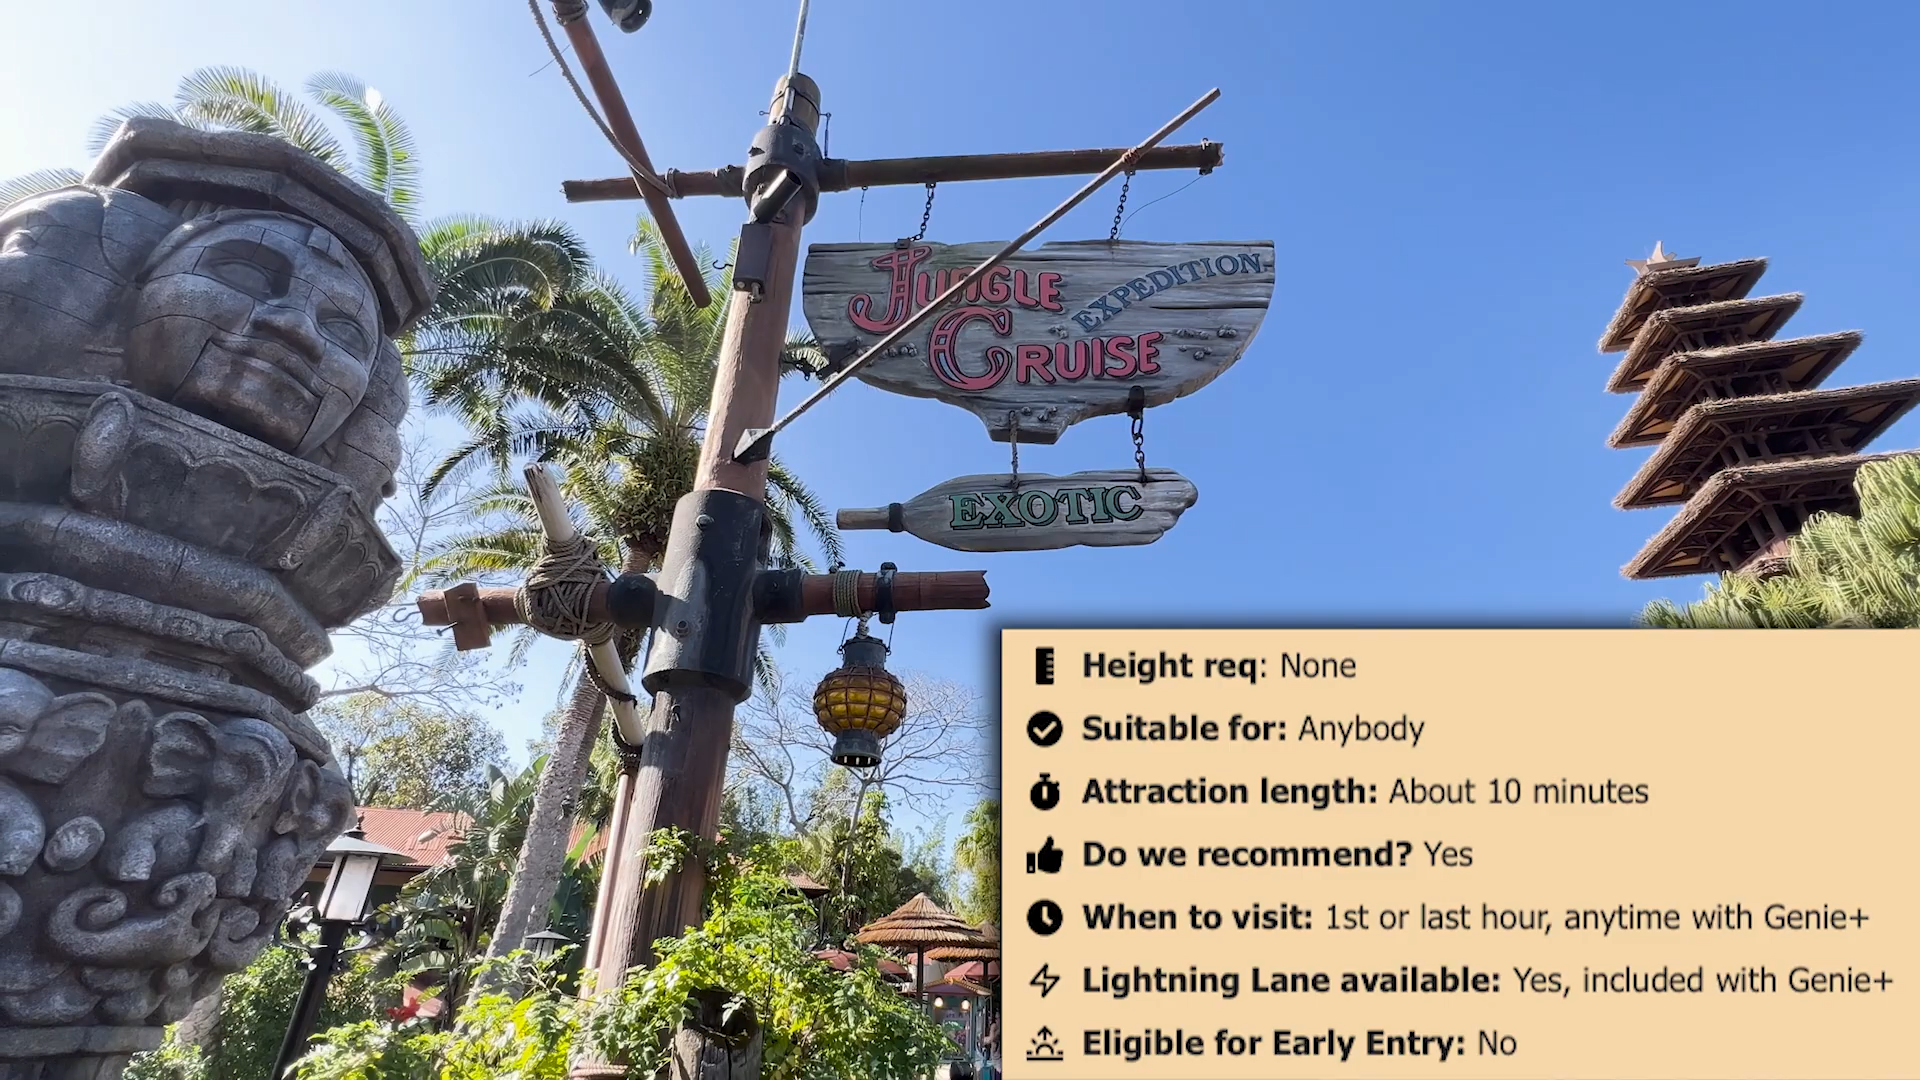 JUNGLE
EXPEDITION
CRUISE
EXOTIC
Height req: None
Suitable for: Anybody
Attraction length: About 10 minutes
Do we recommend? Yes
When to visit: 1st or last hour, anytime with Genie+
Lightning Lane available: Yes, included with Genie+
Eligible for Early Entry: No